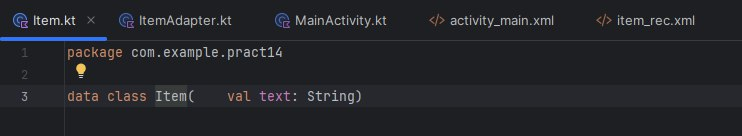 Item.kt ItemAdapter.kt MainActivity.kt activity_main.xml item_rec.xml
1 package com.example.pract14
2
3 data class Item(    val text: String)